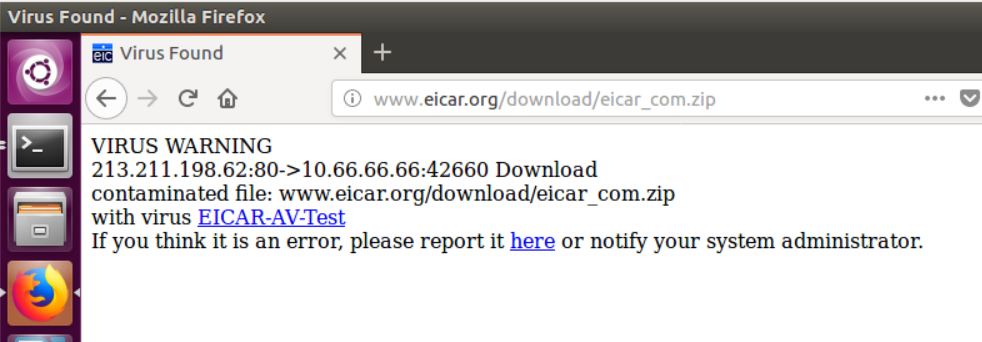 Virus Found - Mozilla Firefox
eic Virus Found
www.eicar.org/download/eicar_com.zip
VIRUS WARNING
213.211.198.62:80->10.66.66.66:42660 Download
contaminated file: www.eicar.org/download/eicar_com.zip
with virus EICAR-AV-Test
If you think it is an error, please report it here or notify your system administrator.